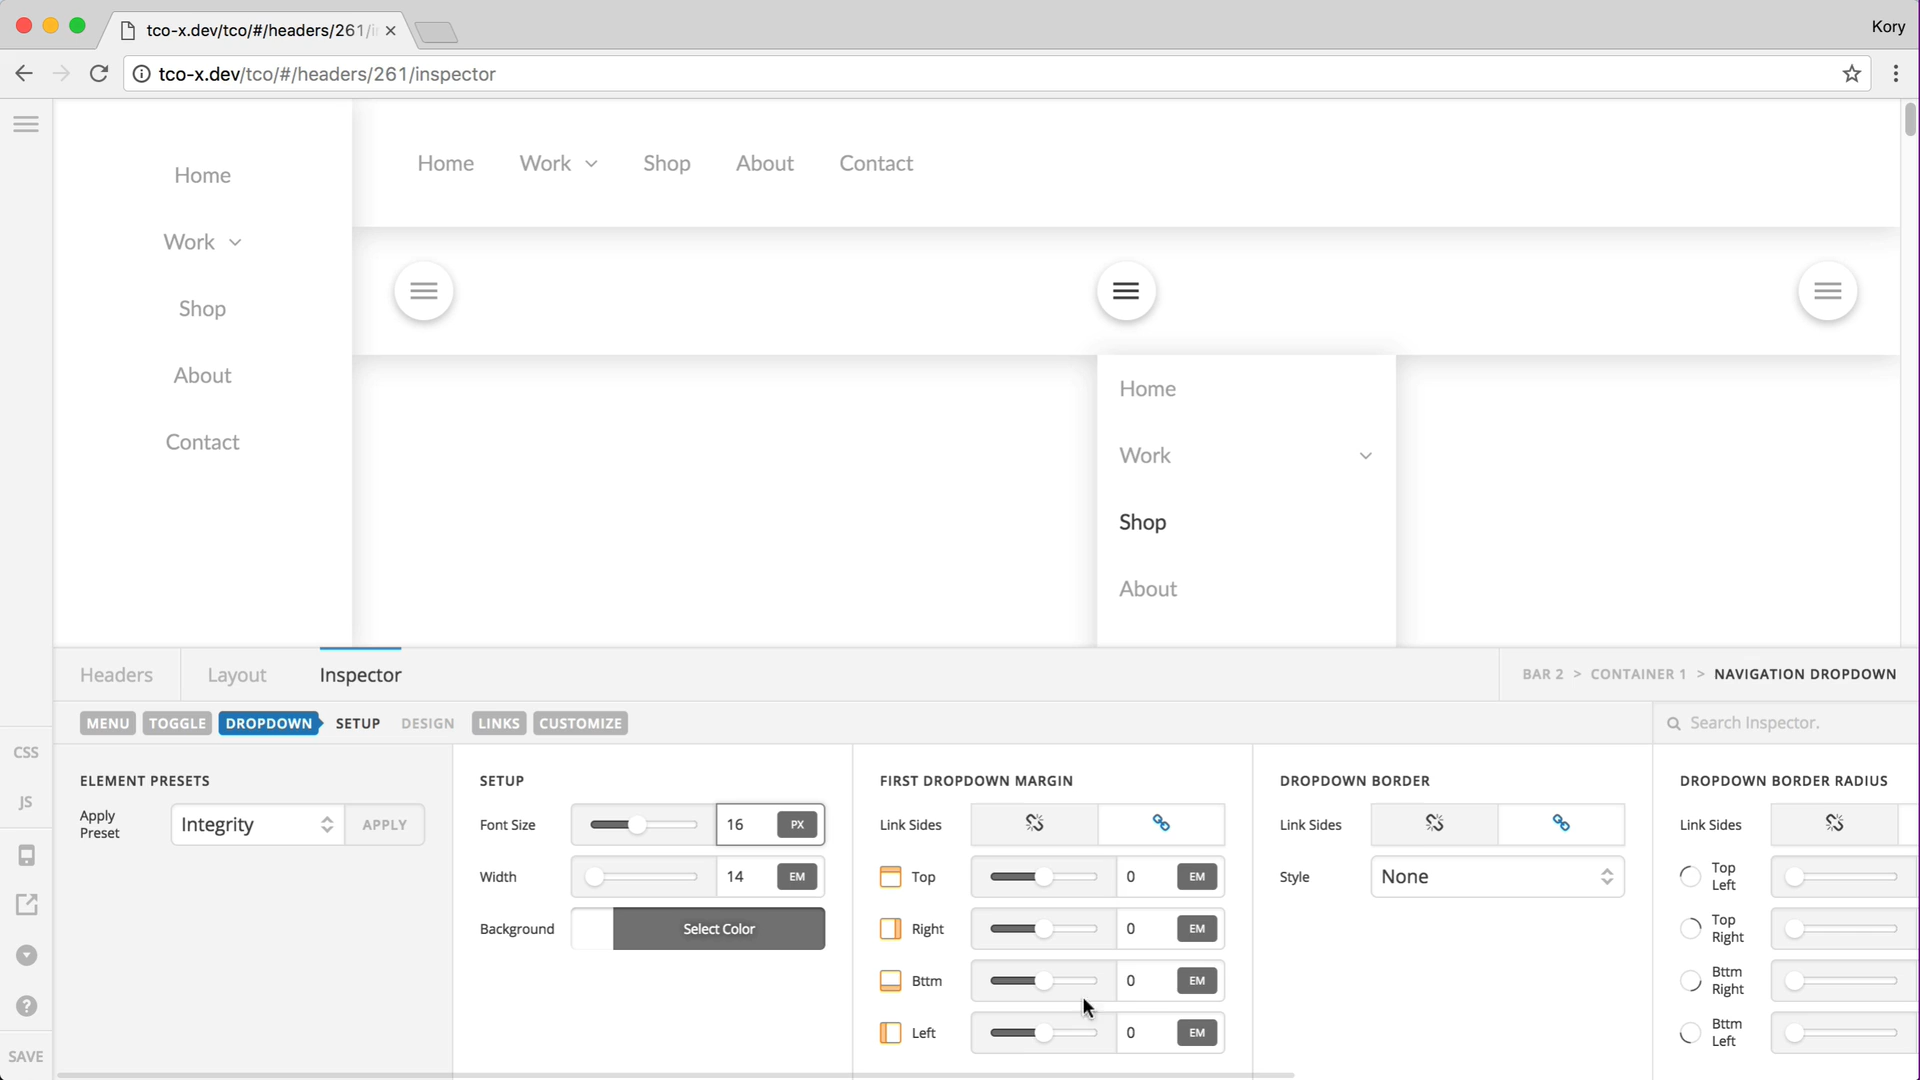 tco-x.dev/tco/#/headers/261/i
Kory
tco-x.dev/tco/#/headers/261/inspector
Home
Work
Shop
About
Contact
Home Work Shop About Contact
Home
Work
Shop
About
Headers Layout Inspector
BAR 2 > CONTAINER 1 > NAVIGATION DROPDOWN
MENU TOGGLE DROPDOWN SETUP DESIGN LINKS CUSTOMIZE
Search Inspector.
CSS
JS
SAVE
ELEMENT PRESETS
Apply
Preset
Integrity
APPLY
SETUP
Font Size 16 PX
Width 14 EM
Background Select Color
FIRST DROPDOWN MARGIN
Link Sides
Top 0 EM
Right 0 EM
Bttm 0 EM
Left 0 EM
DROPDOWN BORDER
Link Sides
Style None
DROPDOWN BORDER RADIUS
Link Sides
Top
Left
Top
Right
Bttm
Right
Bttm
Left